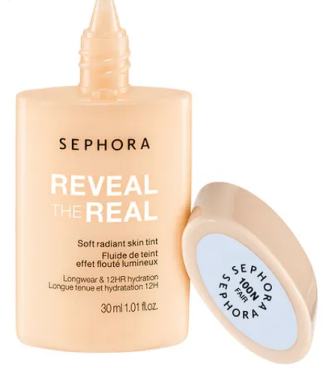 SEPHORA
REVEAL
THE REAL
Soft radiant skin tint
Fluide de teint
effet flouté lumineux
Longwear & 12HR hydration
Longue tenue et hydratation 12H
30 ml 1.01 fl.oz.
SEPHORA
100N
FAIR
SEPHORA